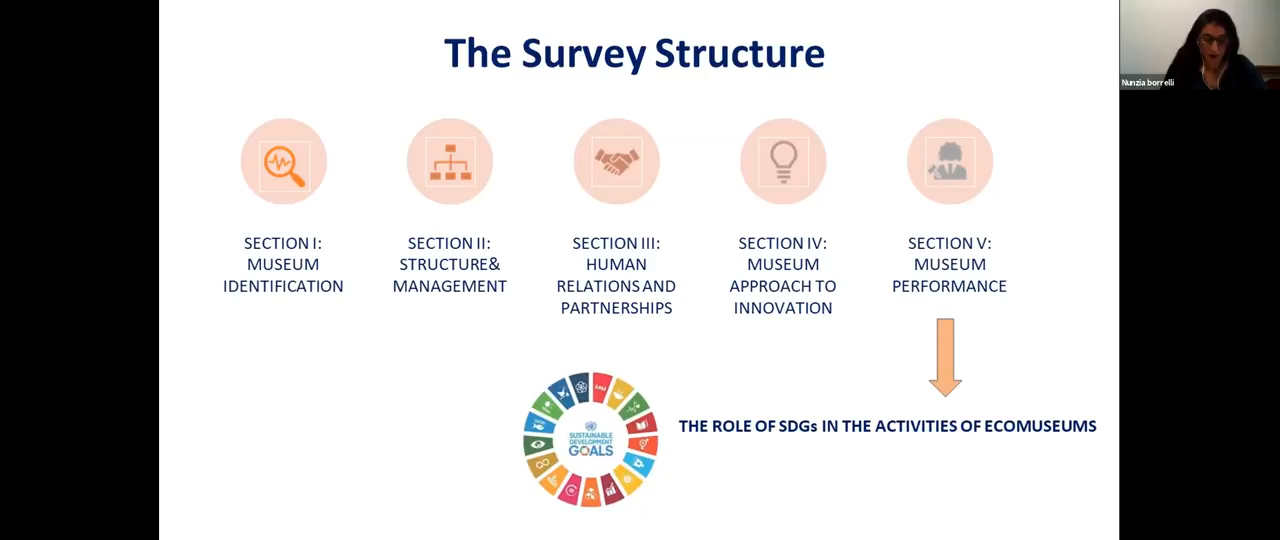 The Survey Structure
Nunzia borrelli
SECTION I:
MUSEUM
IDENTIFICATION
SECTION II:
STRUCTURE&
MANAGEMENT
SECTION III:
HUMAN
RELATIONS AND
PARTNERSHIPS
SECTION IV:
MUSEUM
APPROACH TO
INNOVATION
SECTION V:
MUSEUM
PERFORMANCE
THE ROLE OF SDGs IN THE ACTIVITIES OF ECOMUSEUMS
SUSTAINABLE
DEVELOPMENT
GOALS